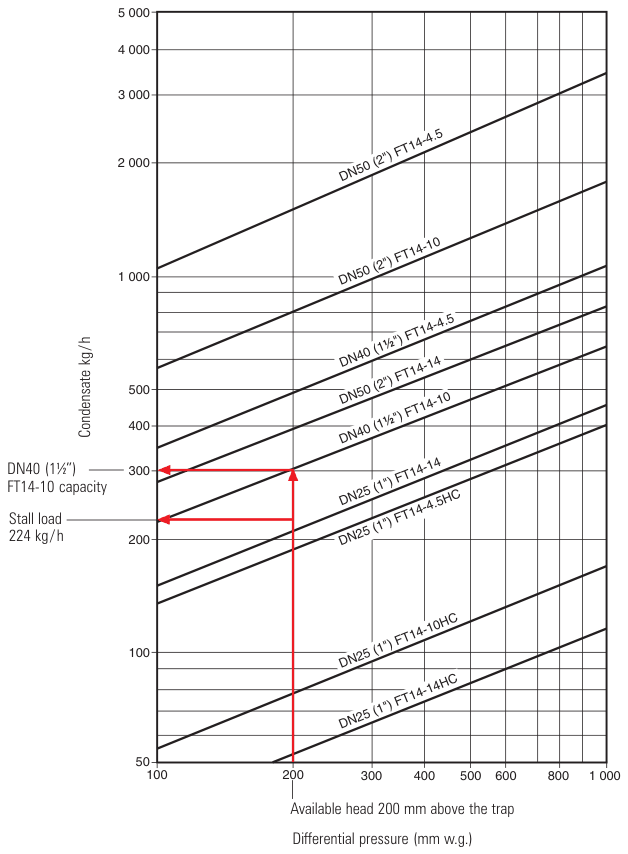 5 000
4 000
3 000
2 000
1 000
500
400
300
200
100
50
Condensate kg/h
DN50 (2") FT14-4.5
DN50 (2") FT14-10
DN40 (1½") FT14-4.5
DN50 (2") FT14-14
DN40 (1½") FT14-10
DN25 (1") FT14-14
DN25 (1") FT14-4.5HC
DN25 (1") FT14-10HC
DN25 (1") FT14-14HC
DN40 (1½")
FT14-10 capacity
Stall load
224 kg/h
100 200 300 400 500 600 800 1 000
Available head 200 mm above the trap
Differential pressure (mm w.g.)